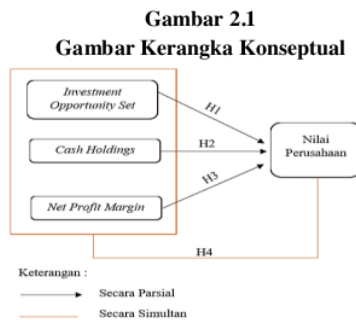 Gambar 2.1
Gambar Kerangka Konseptual
Investment
Opportunity Set
H1
Cash Holdings
H2
Nilai
Perusahaan
H3
Net Profit Margin
H4
Keterangan :
Secara Parsial
Secara Simultan